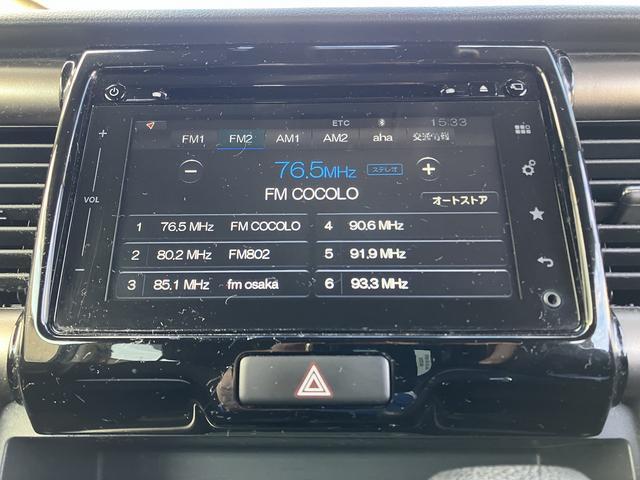 ETC 15:33
FM1 FM2 AM1 AM2 aha 交通情報
76.5MHz ステレオ
FM COCOLO
オートストア
VOL
1 76.5 MHz FM COCOLO 4 90.6 MHz
2 80.2 MHz FM802 5 91.9 MHz
3 85.1 MHz fm osaka 6 93.3 MHz